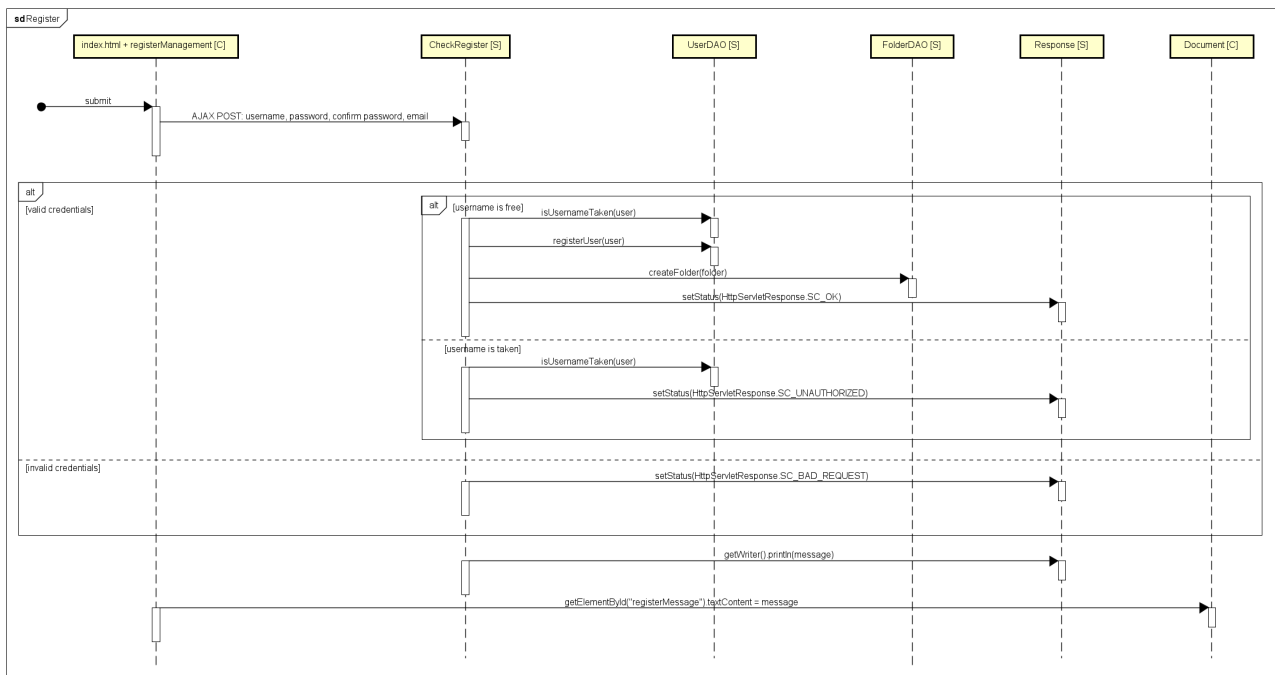 sd Register
index.html + registerManagement [C]
CheckRegister [S]
UserDAO [S]
FolderDAO [S]
Response [S]
Document [C]
submit
AJAX POST: username, password, confirm password, email
alt
[valid credentials]
alt
[username is free]
isUsernameTaken(user)
registerUser(user)
createFolder(folder)
setStatus(HttpServletResponse.SC_OK)
[username is taken]
isUsernameTaken(user)
setStatus(HttpServletResponse.SC_UNAUTHORIZED)
[invalid credentials]
setStatus(HttpServletResponse.SC_BAD_REQUEST)
getWriter().println(message)
getElementById("registerMessage").textContent = message